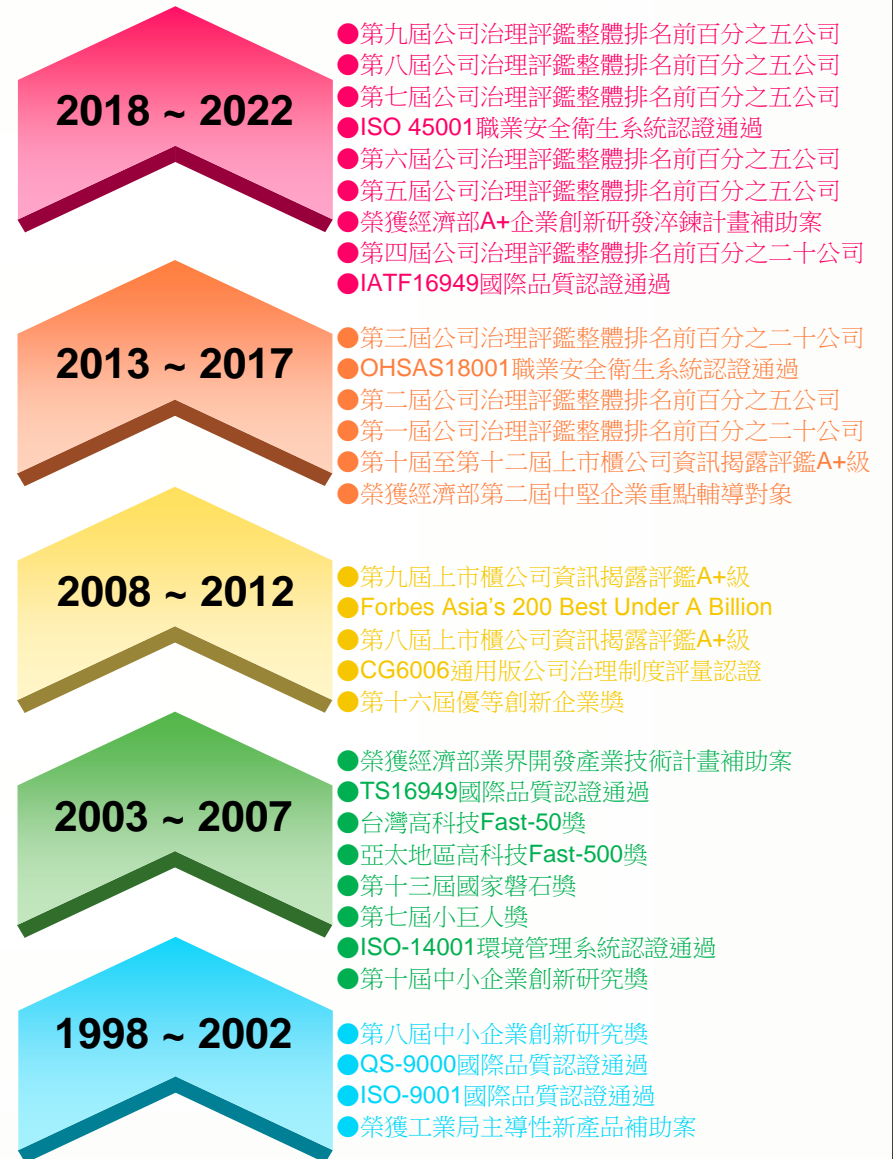 2018 ~ 2022
●第九屆公司治理評鑑整體排名前百分之五公司
●第八屆公司治理評鑑整體排名前百分之五公司
●第七屆公司治理評鑑整體排名前百分之五公司
●ISO 45001職業安全衛生系統認證通過
●第六屆公司治理評鑑整體排名前百分之五公司
●第五屆公司治理評鑑整體排名前百分之五公司
●榮獲經濟部A+企業創新研發淬鍊計畫補助案
●第四屆公司治理評鑑整體排名前百分之二十公司
●IATF16949國際品質認證通過
2013 ~ 2017
●第三屆公司治理評鑑整體排名前百分之二十公司
●OHSAS18001職業安全衛生系統認證通過
●第二屆公司治理評鑑整體排名前百分之五公司
●第一屆公司治理評鑑整體排名前百分之二十公司
●第十屆至第十二屆上市櫃公司資訊揭露評鑑A+級
●榮獲經濟部第二屆中堅企業重點輔導對象
2008 ~ 2012
●第九屆上市櫃公司資訊揭露評鑑A+級
●Forbes Asia’s 200 Best Under A Billion
●第八屆上市櫃公司資訊揭露評鑑A+級
●CG6006通用版公司治理制度評量認證
●第十六屆優等創新企業獎
2003 ~ 2007
●榮獲經濟部業界開發產業技術計畫補助案
●TS16949國際品質認證通過
●台灣高科技Fast-50獎
●亞太地區高科技Fast-500獎
●第十三屆國家磐石獎
●第七屆小巨人獎
●ISO-14001環境管理系統認證通過
●第十屆中小企業創新研究獎
1998 ~ 2002
●第八屆中小企業創新研究獎
●QS-9000國際品質認證通過
●ISO-9001國際品質認證通過
●榮獲工業局主導性新產品補助案